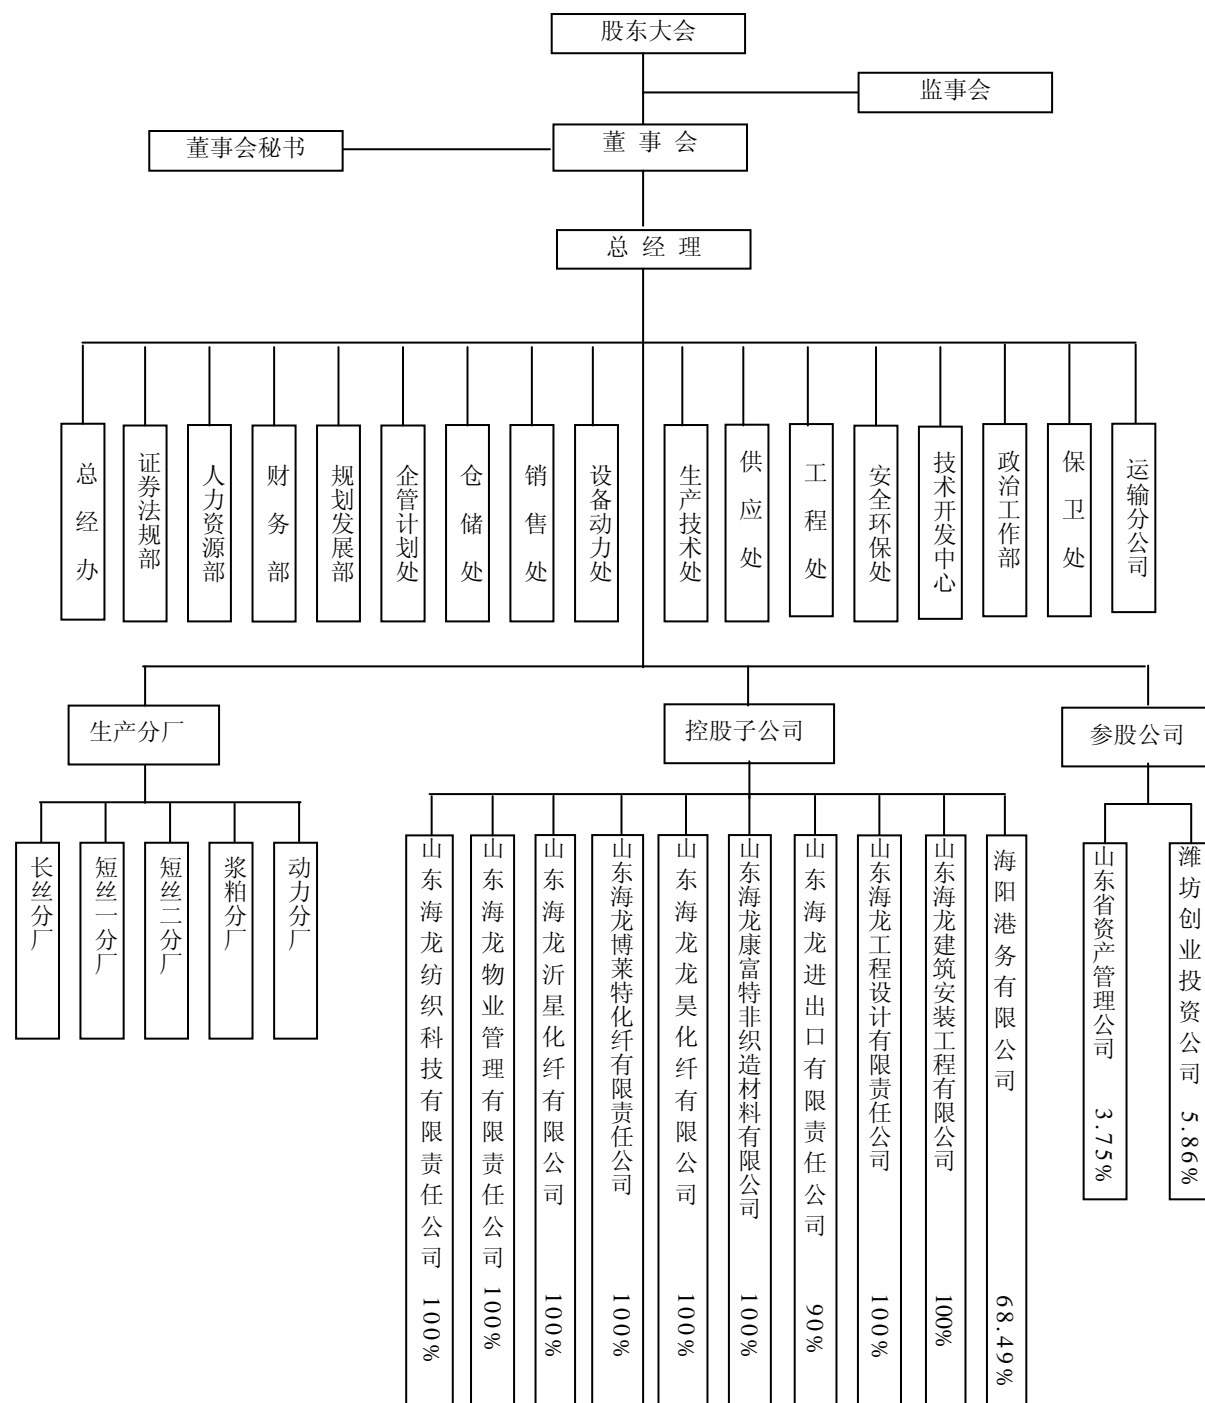 股东大会
监事会
董事会秘书
董 事 会
总 经 理
总经办
证券法规部
人力资源部
财务部
规划发展部
企管计划处
仓储处
销售处
设备动力处
生产技术处
供应处
工程处
安全环保处
技术开发中心
政治工作部
保卫处
运输分公司
生产分厂
控股子公司
参股公司
长丝分厂
短丝一分厂
短丝二分厂
浆粕分厂
动力分厂
山东海龙纺织科技有限责任公司 100%
山东海龙物业管理有限责任公司 100%
山东海龙沂星化纤有限公司 100%
山东海龙博莱特化纤有限责任公司 100%
山东海龙龙昊化纤有限公司 100%
山东海龙康富特非织造材料有限公司 100%
山东海龙进出口有限责任公司 90%
山东海龙工程设计有限责任公司 100%
山东海龙建筑安装工程有限公司 100%
海阳港务有限公司 68.49%
山东省资产管理公司 3.75%
潍坊创业投资公司 5.86%